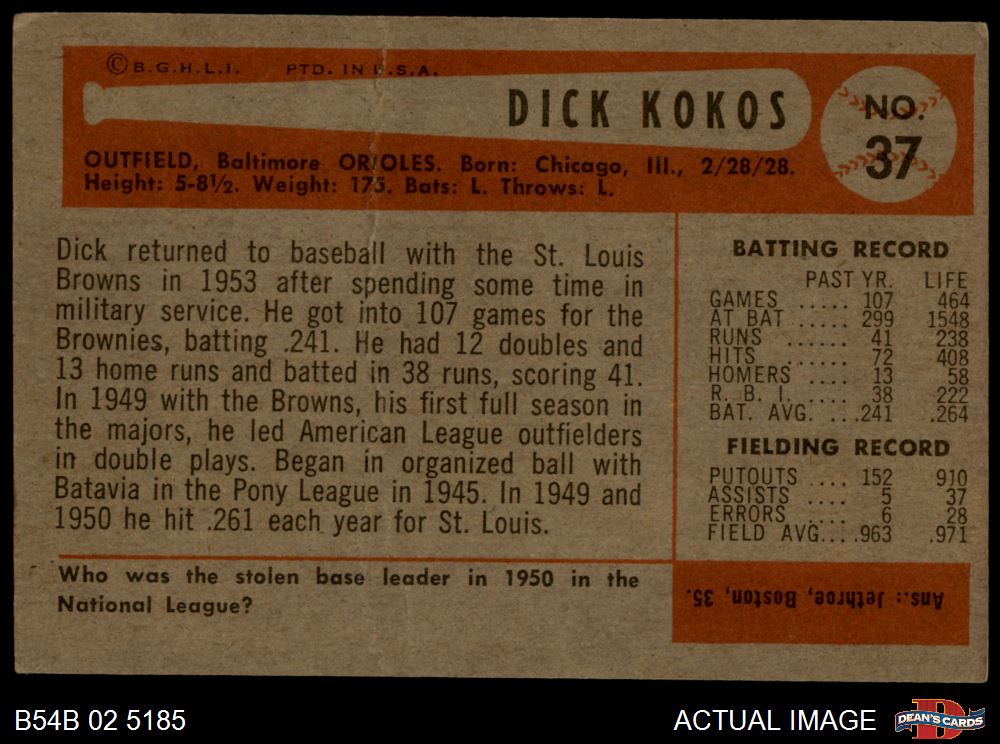 © B.G.H.L.I. PTD. IN U.S.A.
DICK KOKOS
NO.
37
OUTFIELD, Baltimore ORIOLES. Born: Chicago, Ill., 2/28/28.
Height: 5-8½. Weight: 175. Bats: L. Throws: L.
Dick returned to baseball with the St. Louis
Browns in 1953 after spending some time in
military service. He got into 107 games for the
Brownies, batting .241. He had 12 doubles and
13 home runs and batted in 38 runs, scoring 41.
In 1949 with the Browns, his first full season in
the majors, he led American League outfielders
in double plays. Began in organized ball with
Batavia in the Pony League in 1945. In 1949 and
1950 he hit .261 each year for St. Louis.
BATTING RECORD
PAST YR. LIFE
GAMES ..... 107 464
AT BAT ..... 299 1548
RUNS ...... 41 238
HITS ...... 72 408
HOMERS .... 13 58
R. B. I. ..... 38 222
BAT. AVG. ...241 .264
FIELDING RECORD
PUTOUTS .... 152 910
ASSISTS .... 5 37
ERRORS .... 6 28
FIELD AVG....963 .971
Who was the stolen base leader in 1950 in the
National League?
Ans.: Jethroe, Boston, 35.
B54B 02 5185
ACTUAL IMAGE
DEAN'S CARDS